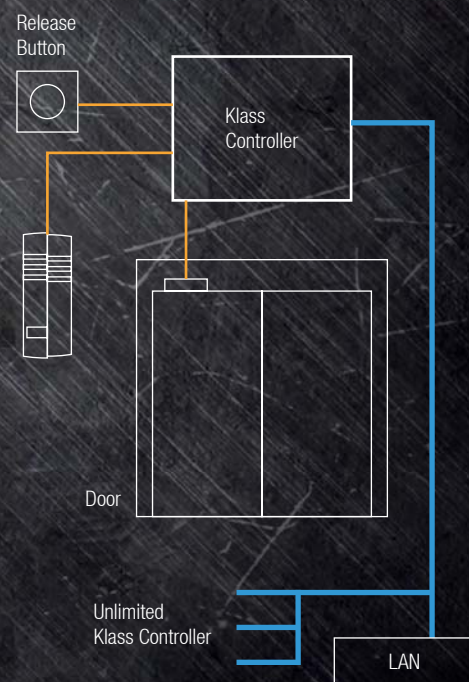 Release
Button
Klass
Controller
Door
Unlimited
Klass Controller
LAN